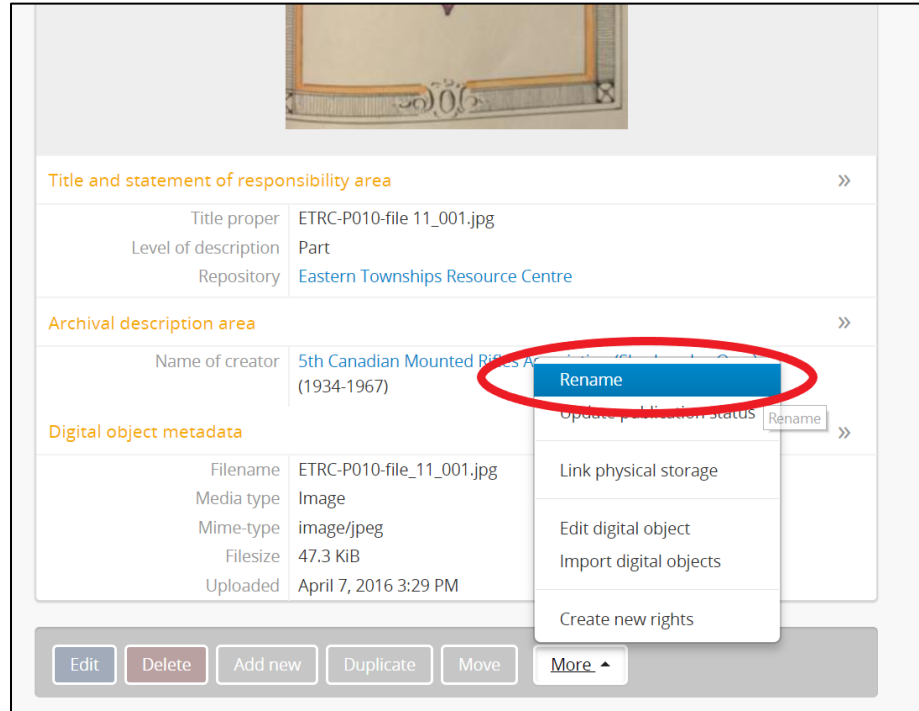 Title and statement of responsibility area »
Title proper ETRC-P010-file 11_001.jpg
Level of description Part
Repository Eastern Townships Resource Centre
Archival description area »
Name of creator 5th Canadian Mounted Rifles
(1934-1967)
Rename
Update publication status
Rename
Digital object metadata »
Filename ETRC-P010-file_11_001.jpg
Link physical storage
Media type Image
Mime-type image/jpeg
Edit digital object
Filesize 47.3 KiB
Import digital objects
Uploaded April 7, 2016 3:29 PM
Create new rights
Edit Delete Add new Duplicate Move More